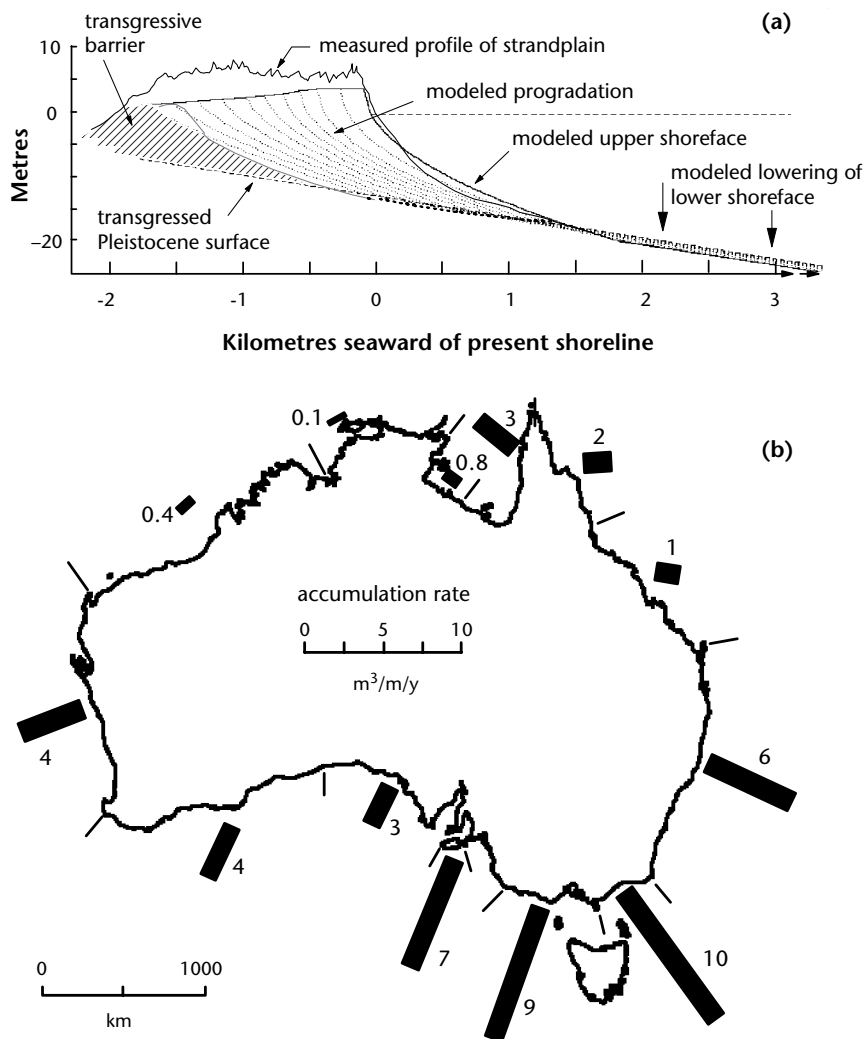 (a)
transgressive
barrier
measured profile of strandplain
modeled progradation
modeled upper shoreface
modeled lowering of
lower shoreface
transgressed
Pleistocene surface
Metres
10
0
–20
-2
-1
0
1
2
3
Kilometres seaward of present shoreline
(b)
0.1
3
2
0.8
0.4
1
accumulation rate
0 5 10
m³/m/y
4
6
3
4
7
10
9
0 1000
km